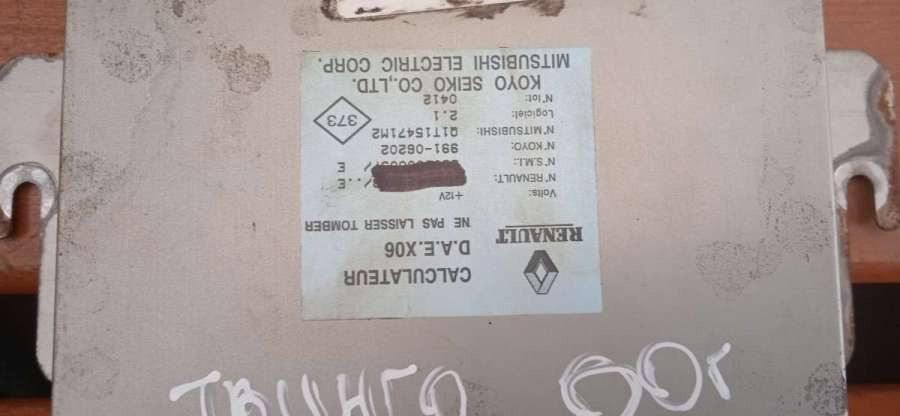 CALCULATEUR
D.A.E.X06
RENAULT
NE PAS LAISSER TOMBER
Volts: +12V
N°RENAULT: E
N°S.M.I.: E
N°KOYO: 991-06202
N°MITSUBISHI: Q1T15471M2
Logiciel: 2.1
N°lot: 0412
373
KOYO SEIKO CO.,LTD.
MITSUBISHI ELECTRIC CORP.
ТВИНГО 00г